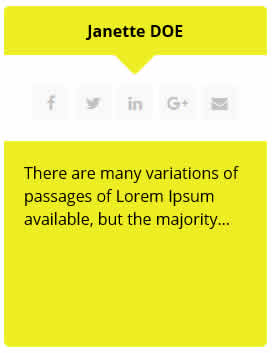 Janette DOE
There are many variations of
passages of Lorem Ipsum
available, but the majority...